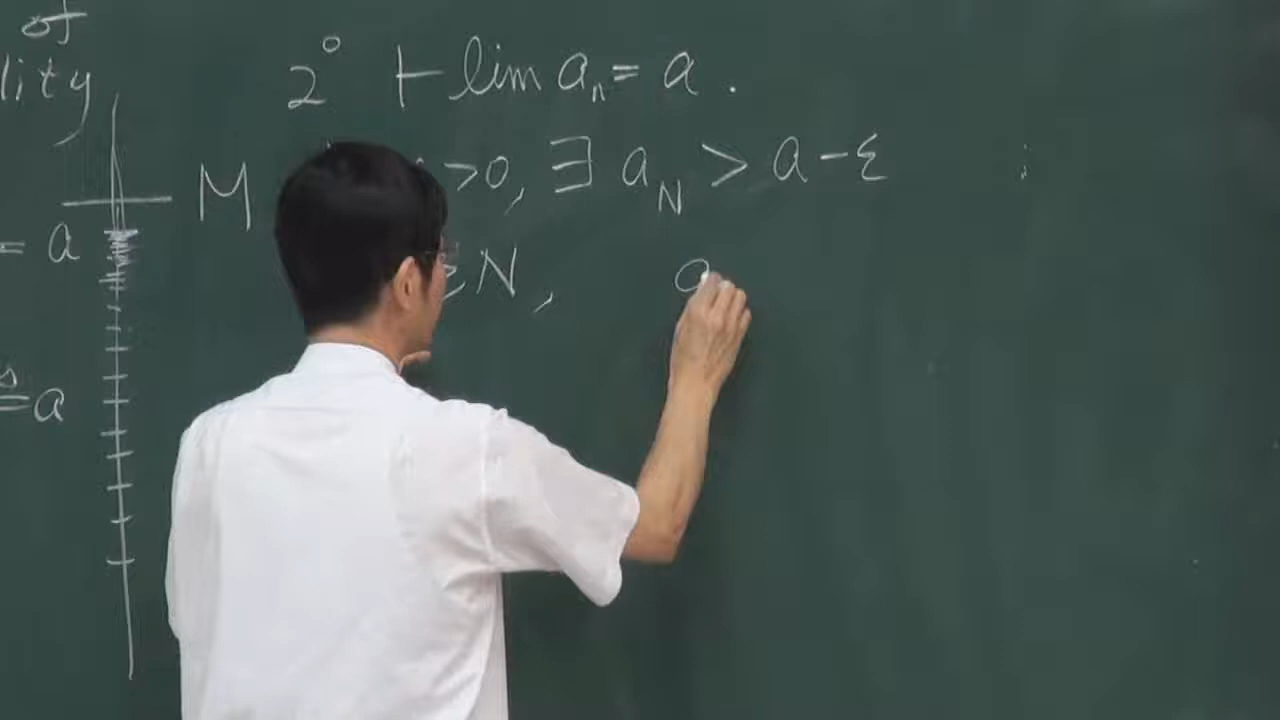 of
lity
2° ⊢ lim aₙ = a .
M >0, ∃ a_N > a - ε ;
= a
≥ N , a
= a